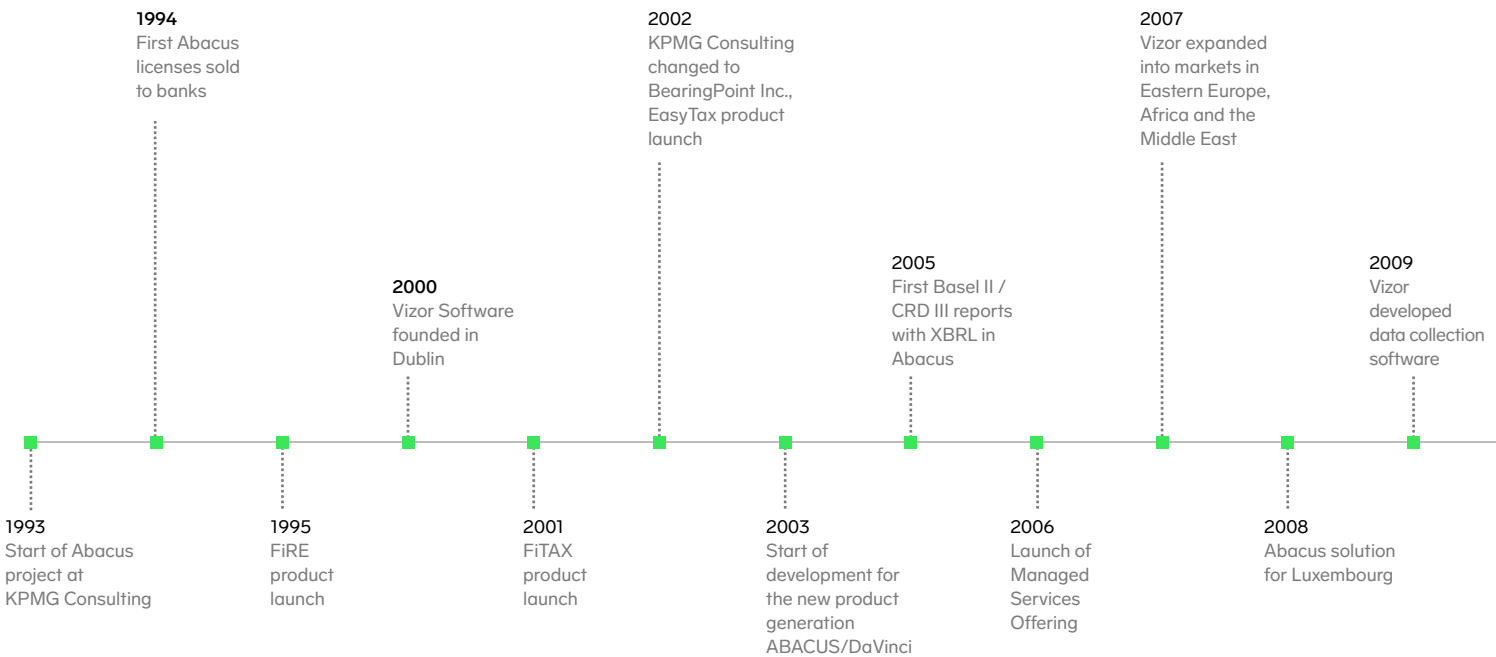 1994
First Abacus
licenses sold
to banks
2002
KPMG Consulting
changed to
BearingPoint Inc.,
EasyTax product
launch
2007
Vizor expanded
into markets in
Eastern Europe,
Africa and the
Middle East
2000
Vizor Software
founded in
Dublin
2005
First Basel II /
CRD III reports
with XBRL in
Abacus
2009
Vizor
developed
data collection
software
1993
Start of Abacus
project at
KPMG Consulting
1995
FiRE
product
launch
2001
FiTAX
product
launch
2003
Start of
development for
the new product
generation
ABACUS/DaVinci
2006
Launch of
Managed
Services
Offering
2008
Abacus solution
for Luxembourg